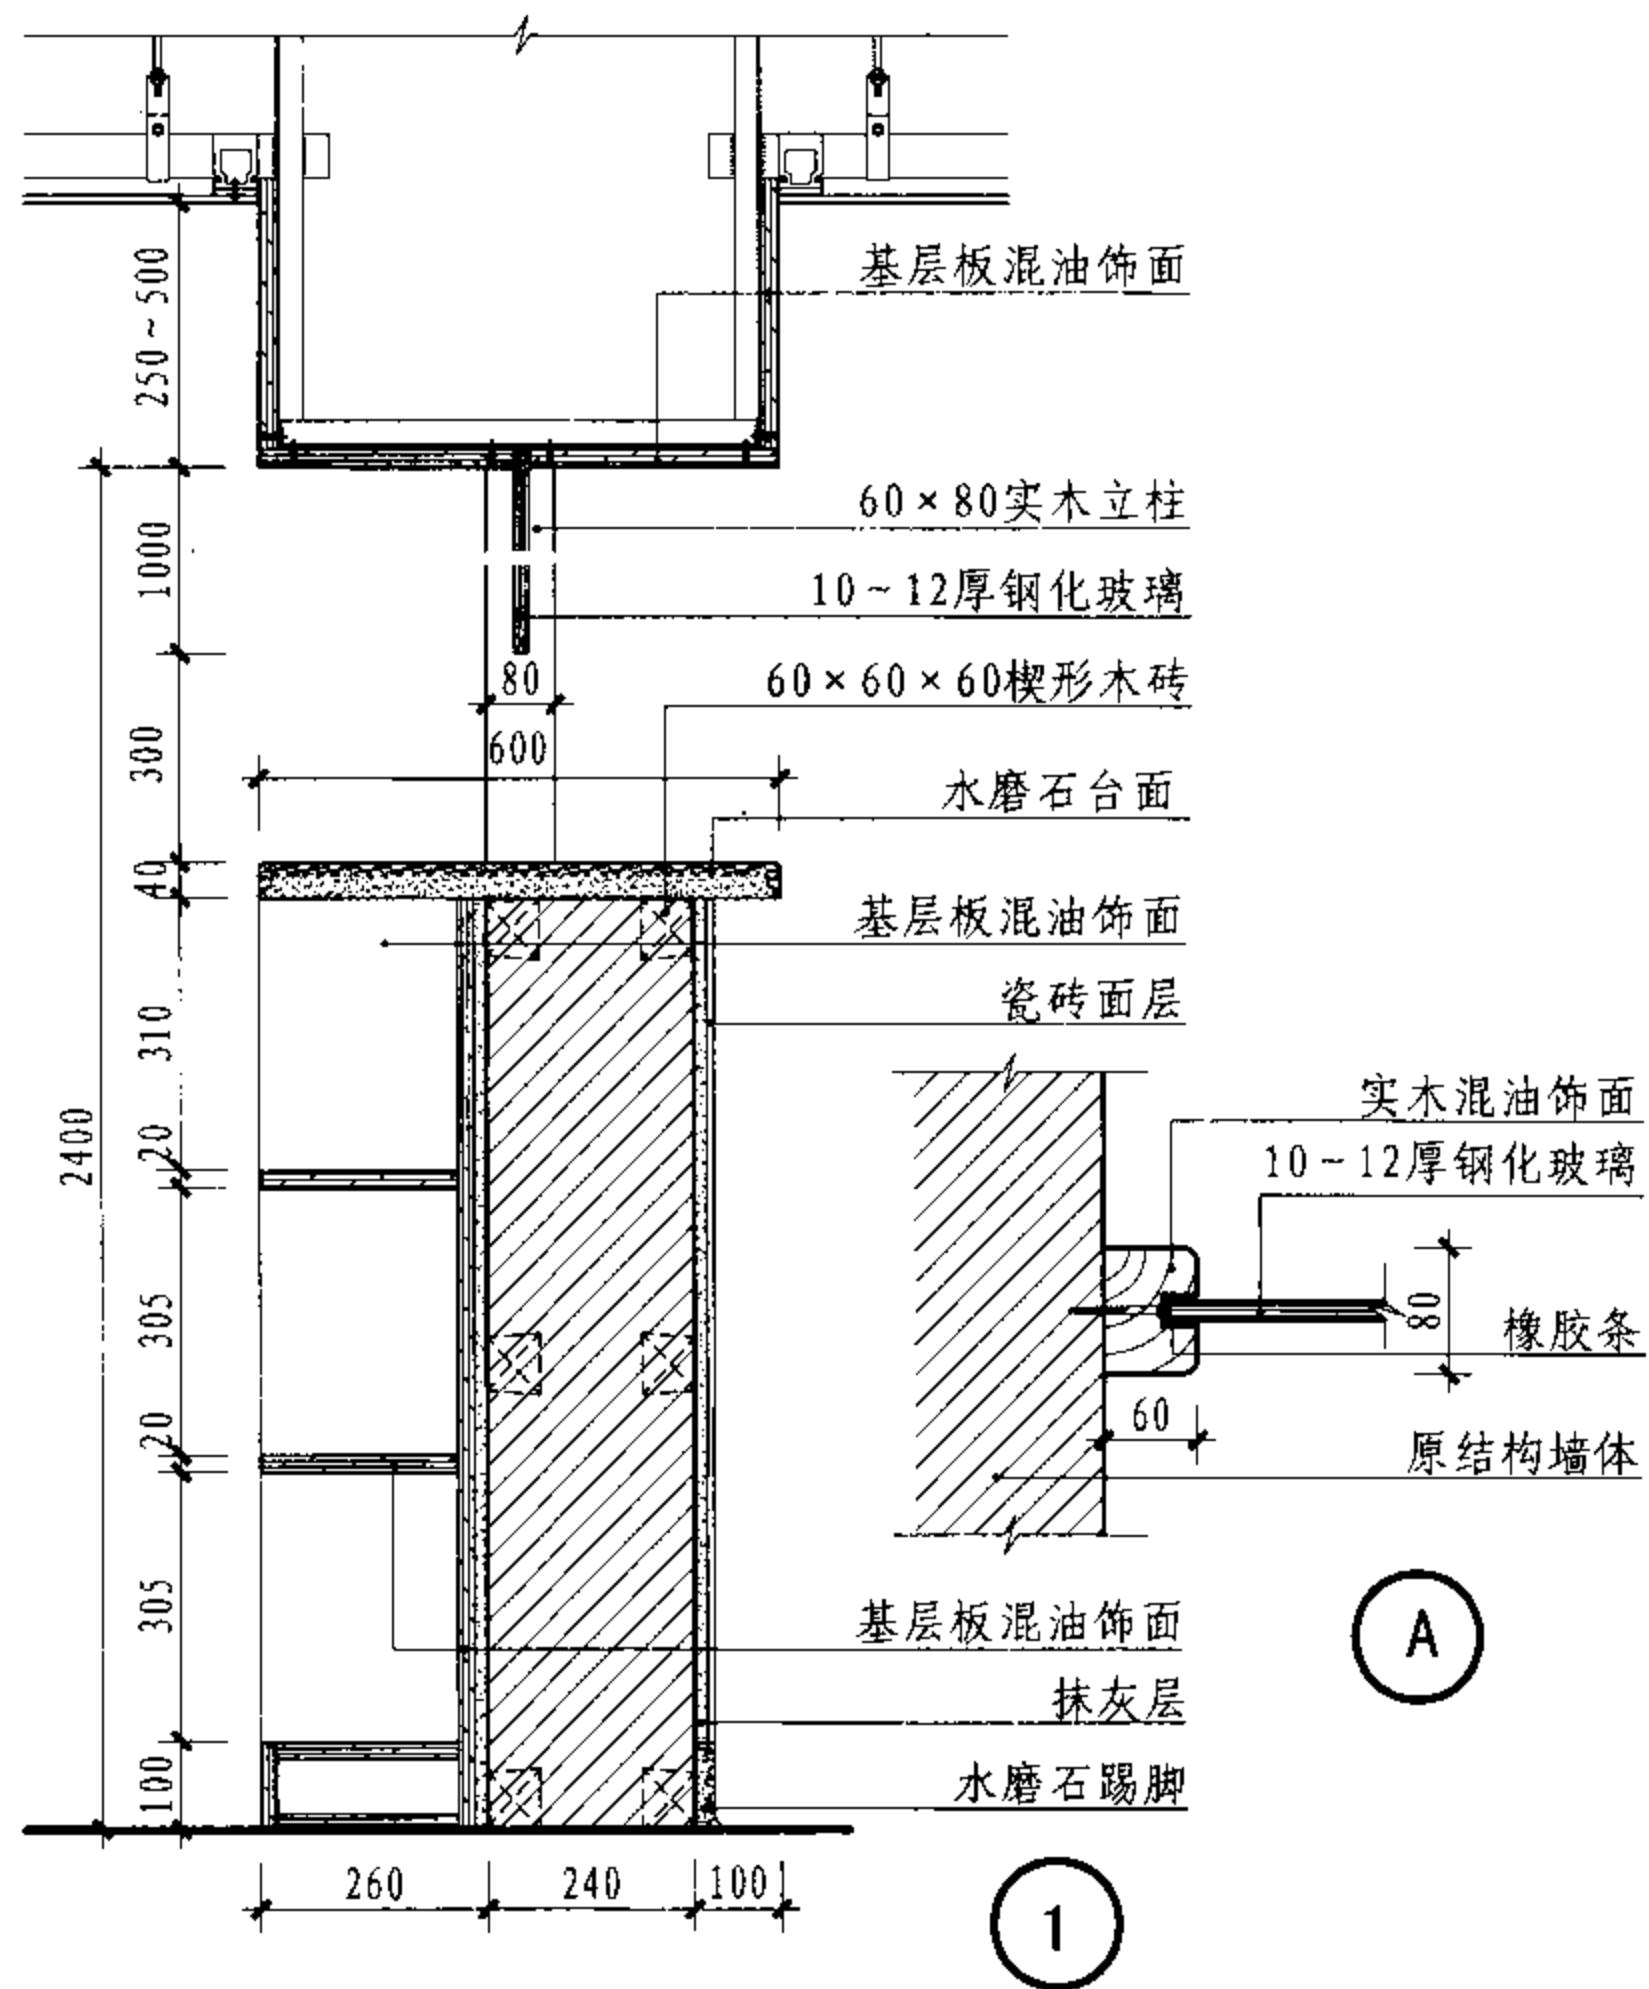 基层板混油饰面
250~500
60×80实木立柱
1000
10~12厚钢化玻璃
80
60×60×60楔形木砖
600
300
水磨石台面
40
基层板混油饰面
瓷砖面层
310
实木混油饰面
2400
20
10~12厚钢化玻璃
305
80
橡胶条
60
20
原结构墙体
305
基层板混油饰面
A
抹灰层
100
水磨石踢脚
260
240
100
1